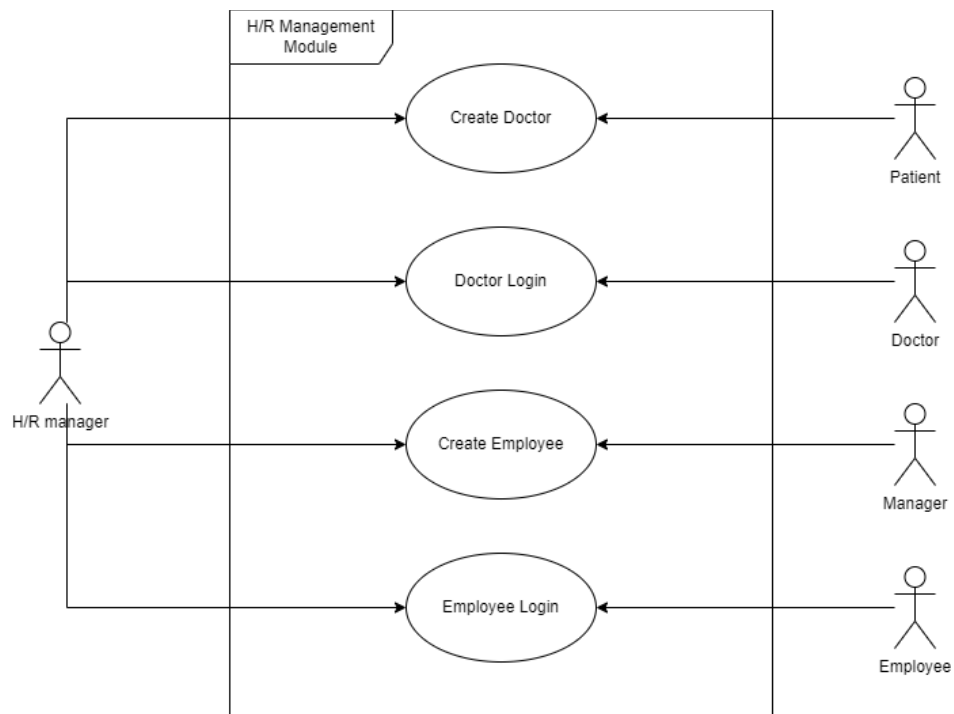 H/R Management
Module
Create Doctor
Patient
Doctor Login
Doctor
H/R manager
Create Employee
Manager
Employee Login
Employee